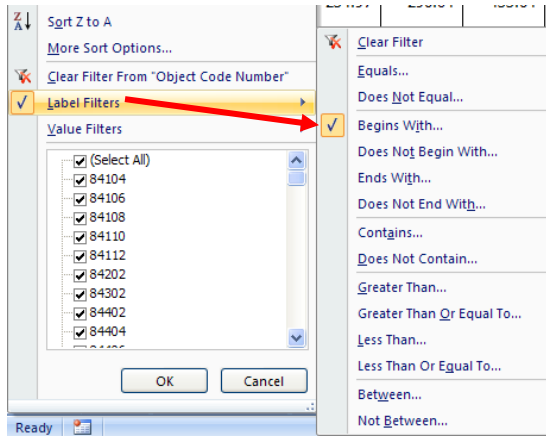 Sort Z to A
More Sort Options...
Clear Filter From "Object Code Number"
Label Filters
Value Filters
(Select All)
84104
84106
84108
84110
84112
84202
84302
84402
84404
OK
Cancel
Ready
Clear Filter
Equals...
Does Not Equal...
Begins With...
Does Not Begin With...
Ends With...
Does Not End With...
Contains...
Does Not Contain...
Greater Than...
Greater Than Or Equal To...
Less Than...
Less Than Or Equal To...
Between...
Not Between...